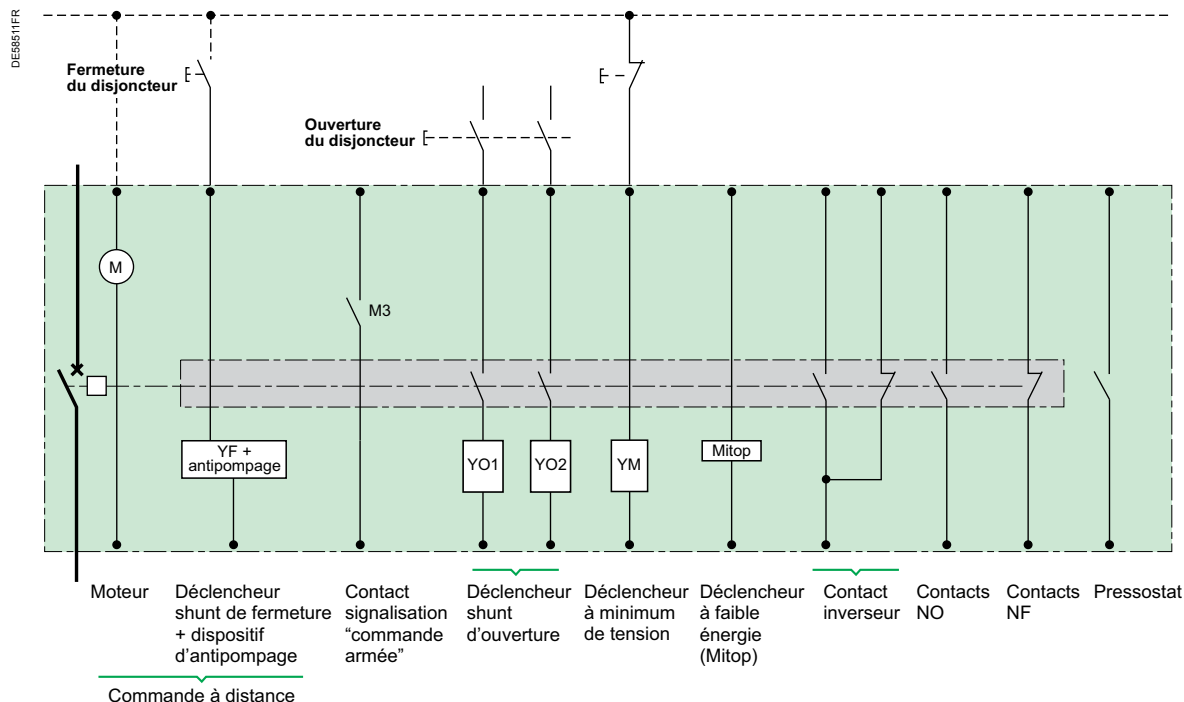 DE58511FR
Fermeture
du disjoncteur
Ouverture
du disjoncteur
M
M3
YF +
antipompage
YO1
YO2
YM
Mitop
Moteur
Déclencheur
shunt de fermeture
+ dispositif
d’antipompage
Contact
signalisation
“commande
armée”
Déclencheur
shunt
d’ouverture
Déclencheur
à minimum
de tension
Déclencheur
à faible
énergie
(Mitop)
Contact
inverseur
Contacts
NO
Contacts
NF
Pressostat
Commande à distance